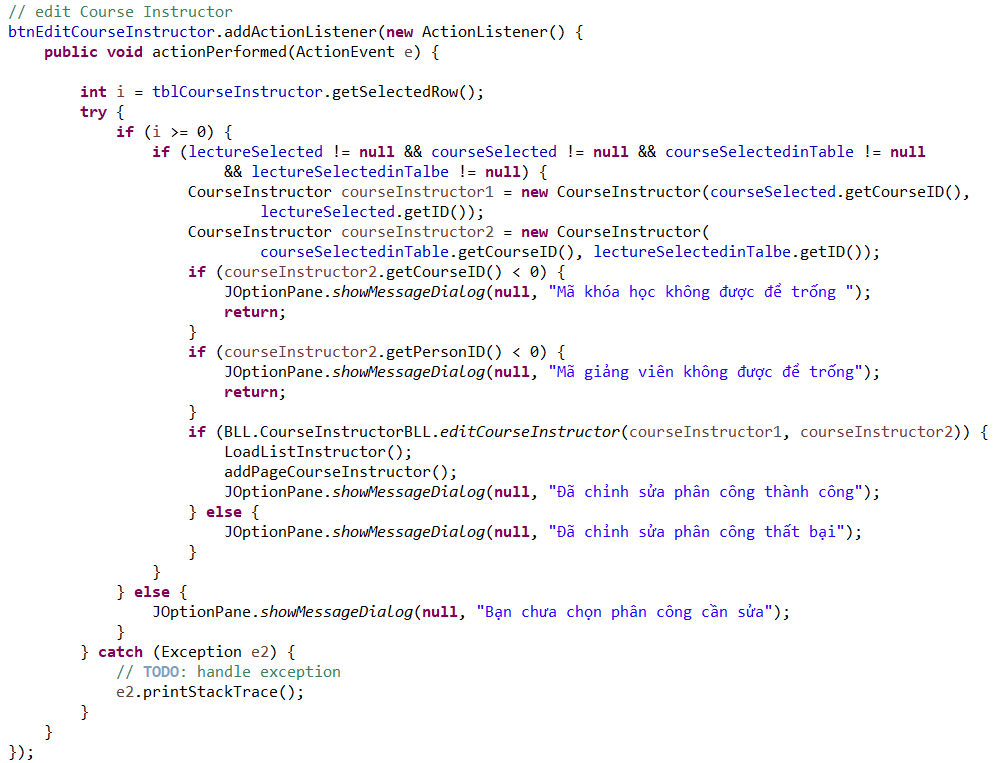 // edit Course Instructor
btnEditCourseInstructor.addActionListener(new ActionListener() {
    public void actionPerformed(ActionEvent e) {

        int i = tblCourseInstructor.getSelectedRow();
        try {
            if (i >= 0) {
                if (lectureSelected != null && courseSelected != null && courseSelectedinTable != null
                        && lectureSelectedinTalbe != null) {
                    CourseInstructor courseInstructor1 = new CourseInstructor(courseSelected.getCourseID(),
                            lectureSelected.getID());
                    CourseInstructor courseInstructor2 = new CourseInstructor(
                            courseSelectedinTable.getCourseID(), lectureSelectedinTalbe.getID());
                    if (courseInstructor2.getCourseID() < 0) {
                        JOptionPane.showMessageDialog(null, "Mã khóa học không được để trống ");
                        return;
                    }
                    if (courseInstructor2.getPersonID() < 0) {
                        JOptionPane.showMessageDialog(null, "Mã giảng viên không được để trống");
                        return;
                    }
                    if (BLL.CourseInstructorBLL.editCourseInstructor(courseInstructor1, courseInstructor2)) {
                        LoadListInstructor();
                        addPageCourseInstructor();
                        JOptionPane.showMessageDialog(null, "Đã chỉnh sửa phân công thành công");
                    } else {
                        JOptionPane.showMessageDialog(null, "Đã chỉnh sửa phân công thất bại");
                    }
                }
            } else {
                JOptionPane.showMessageDialog(null, "Bạn chưa chọn phân công cần sửa");
            }
        } catch (Exception e2) {
            // TODO: handle exception
            e2.printStackTrace();
        }
    }
});